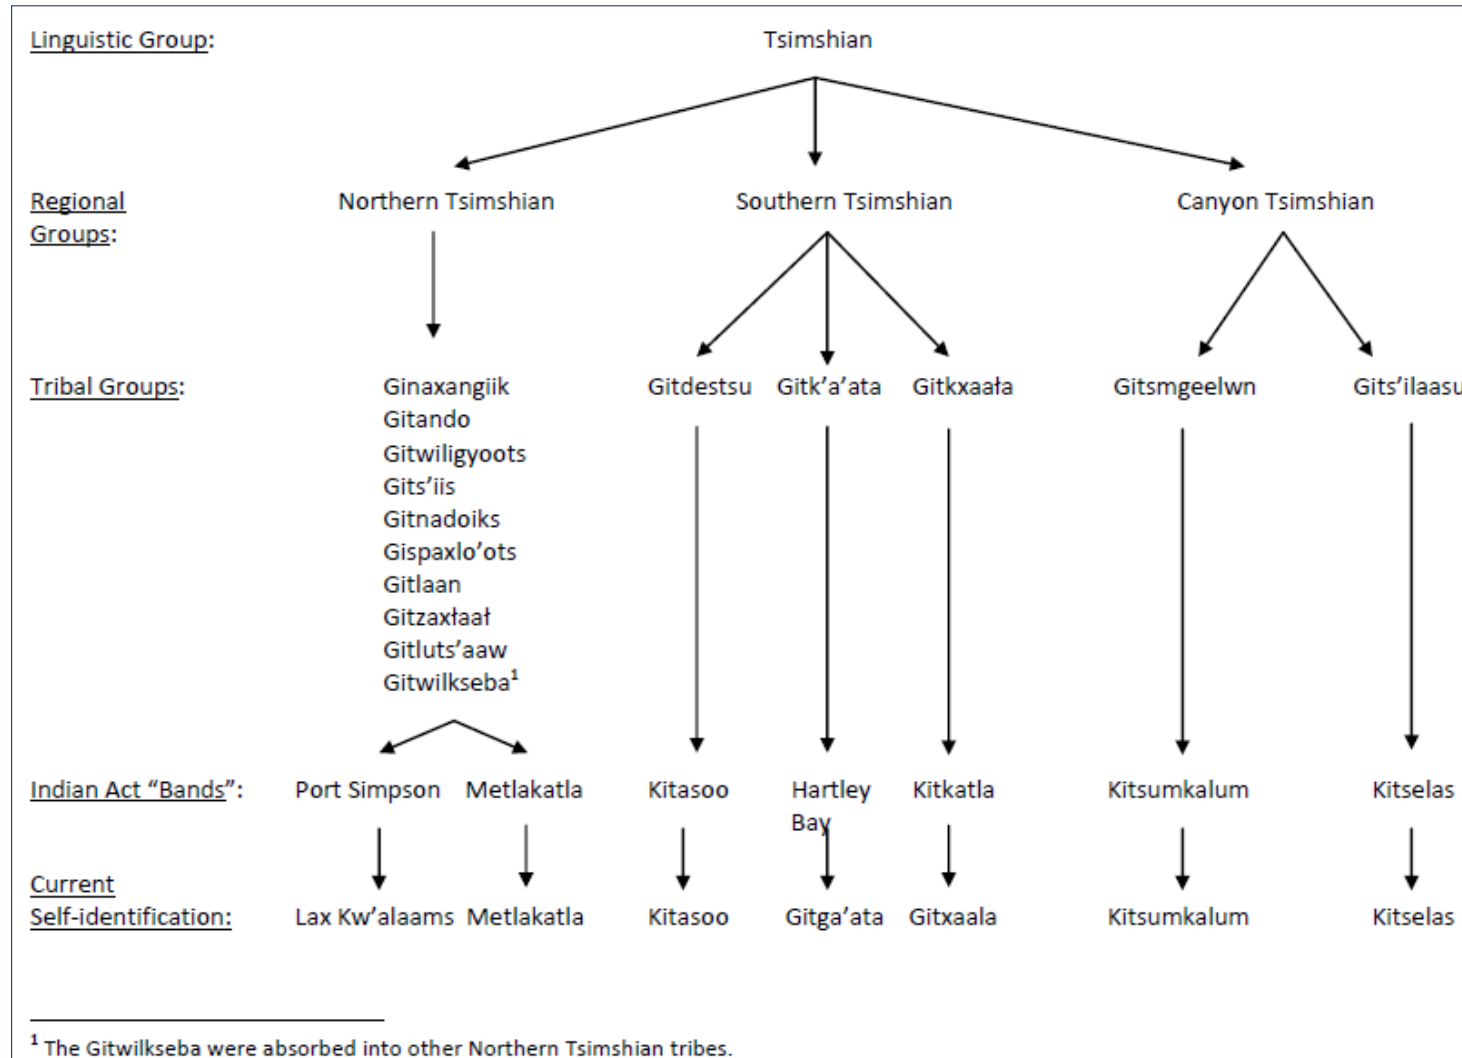 Linguistic Group: Tsimshian
Regional Groups: Northern Tsimshian Southern Tsimshian Canyon Tsimshian
Tribal Groups: Ginaxangiik Gitdestsu Gitk’a’ata Gitkxaała Gitsmgeelwn Gits’ilaasu
Gitando
Gitwiligyoots
Gits’iis
Gitnadoiks
Gispaxlo’ots
Gitlaan
Gitzaxłaał
Gitluts’aaw
Gitwilkseba¹
Indian Act “Bands”: Port Simpson Metlakatla Kitasoo Hartley Bay Kitkatla Kitsumkalum Kitselas
Current
Self-identification: Lax Kw’alaams Metlakatla Kitasoo Gitga’ata Gitxaala Kitsumkalum Kitselas
¹ The Gitwilkseba were absorbed into other Northern Tsimshian tribes.